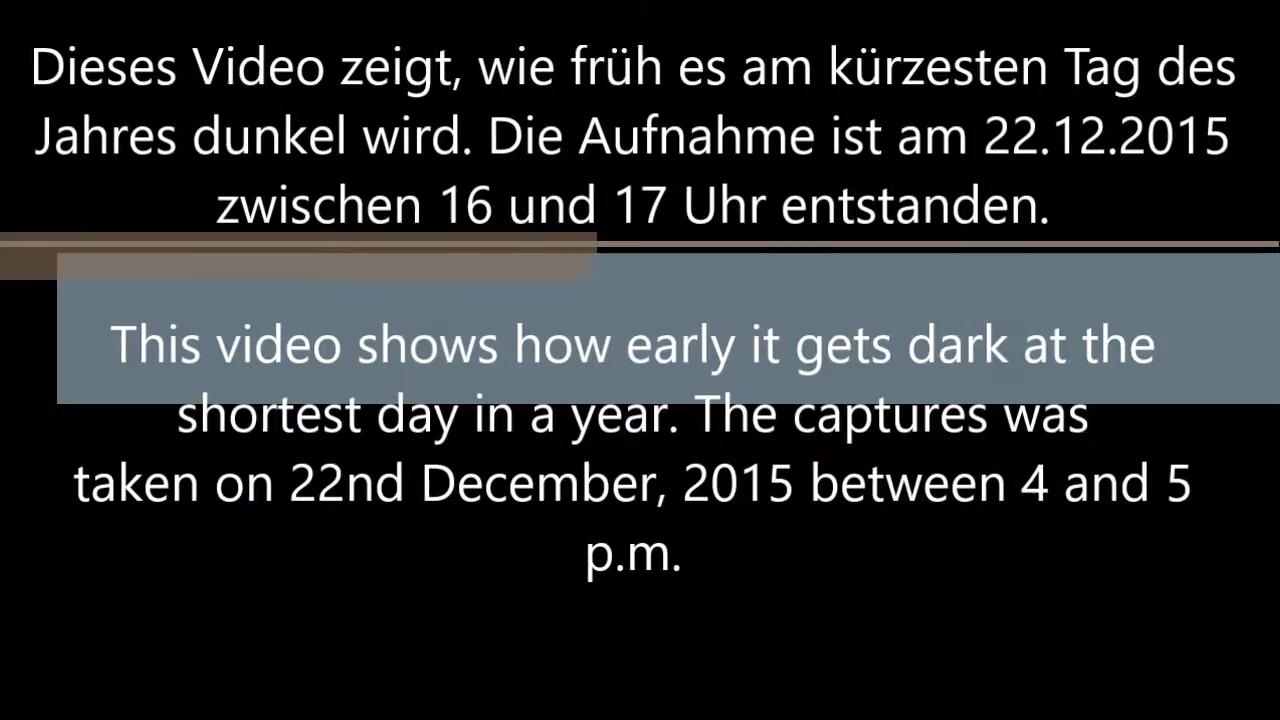 Dieses Video zeigt, wie früh es am kürzesten Tag des
Jahres dunkel wird. Die Aufnahme ist am 22.12.2015
zwischen 16 und 17 Uhr entstanden.
This video shows how early it gets dark at the
shortest day in a year. The captures was
taken on 22nd December, 2015 between 4 and 5
p.m.